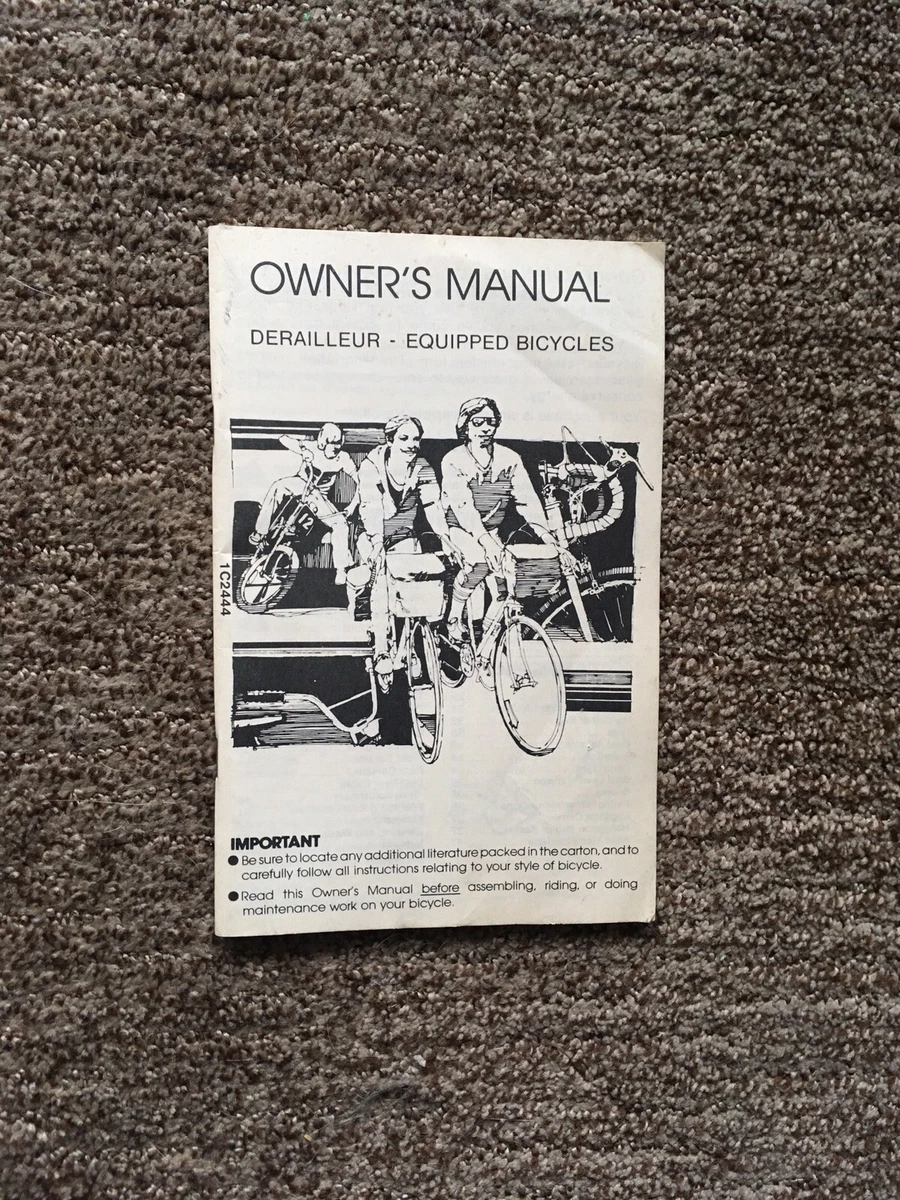 OWNER'S MANUAL
DERAILLEUR - EQUIPPED BICYCLES
12
1C2444
IMPORTANT
● Be sure to locate any additional literature packed in the carton, and to
carefully follow all instructions relating to your style of bicycle.
● Read this Owner's Manual before assembling, riding, or doing
maintenance work on your bicycle.